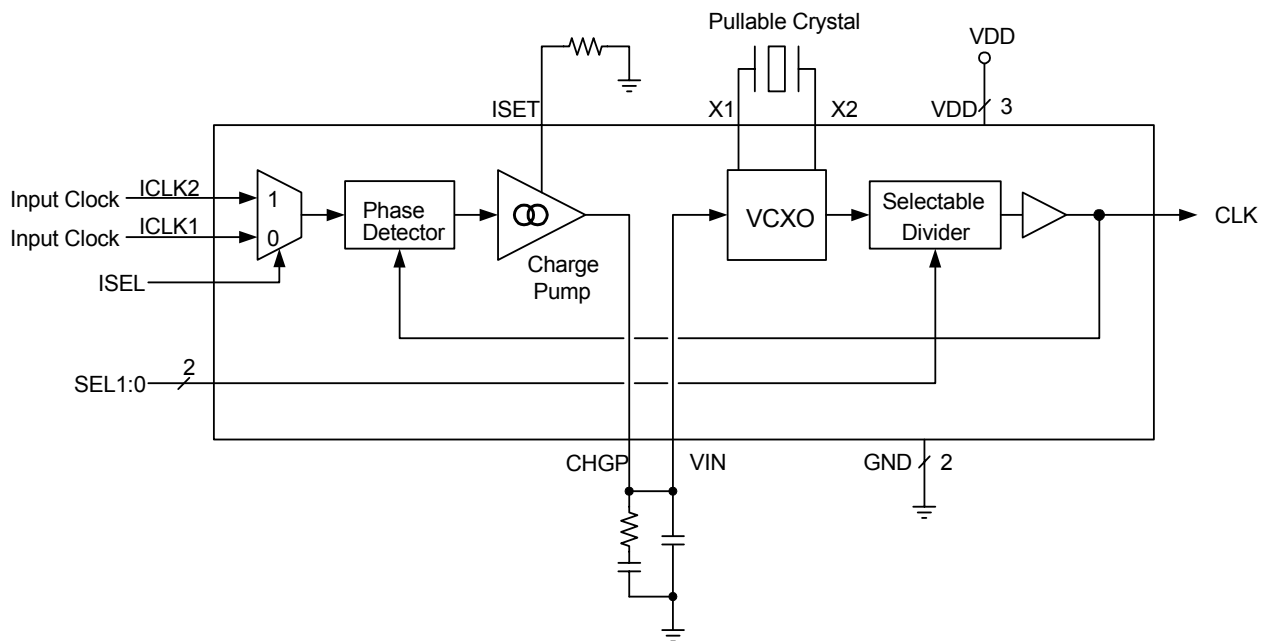 Pullable Crystal
VDD
ISET
X1
X2
VDD
3
Input Clock
ICLK2
1
Input Clock
ICLK1
0
ISEL
Phase
Detector
Charge
Pump
VCXO
Selectable
Divider
CLK
SEL1:0
2
CHGP
VIN
GND
2